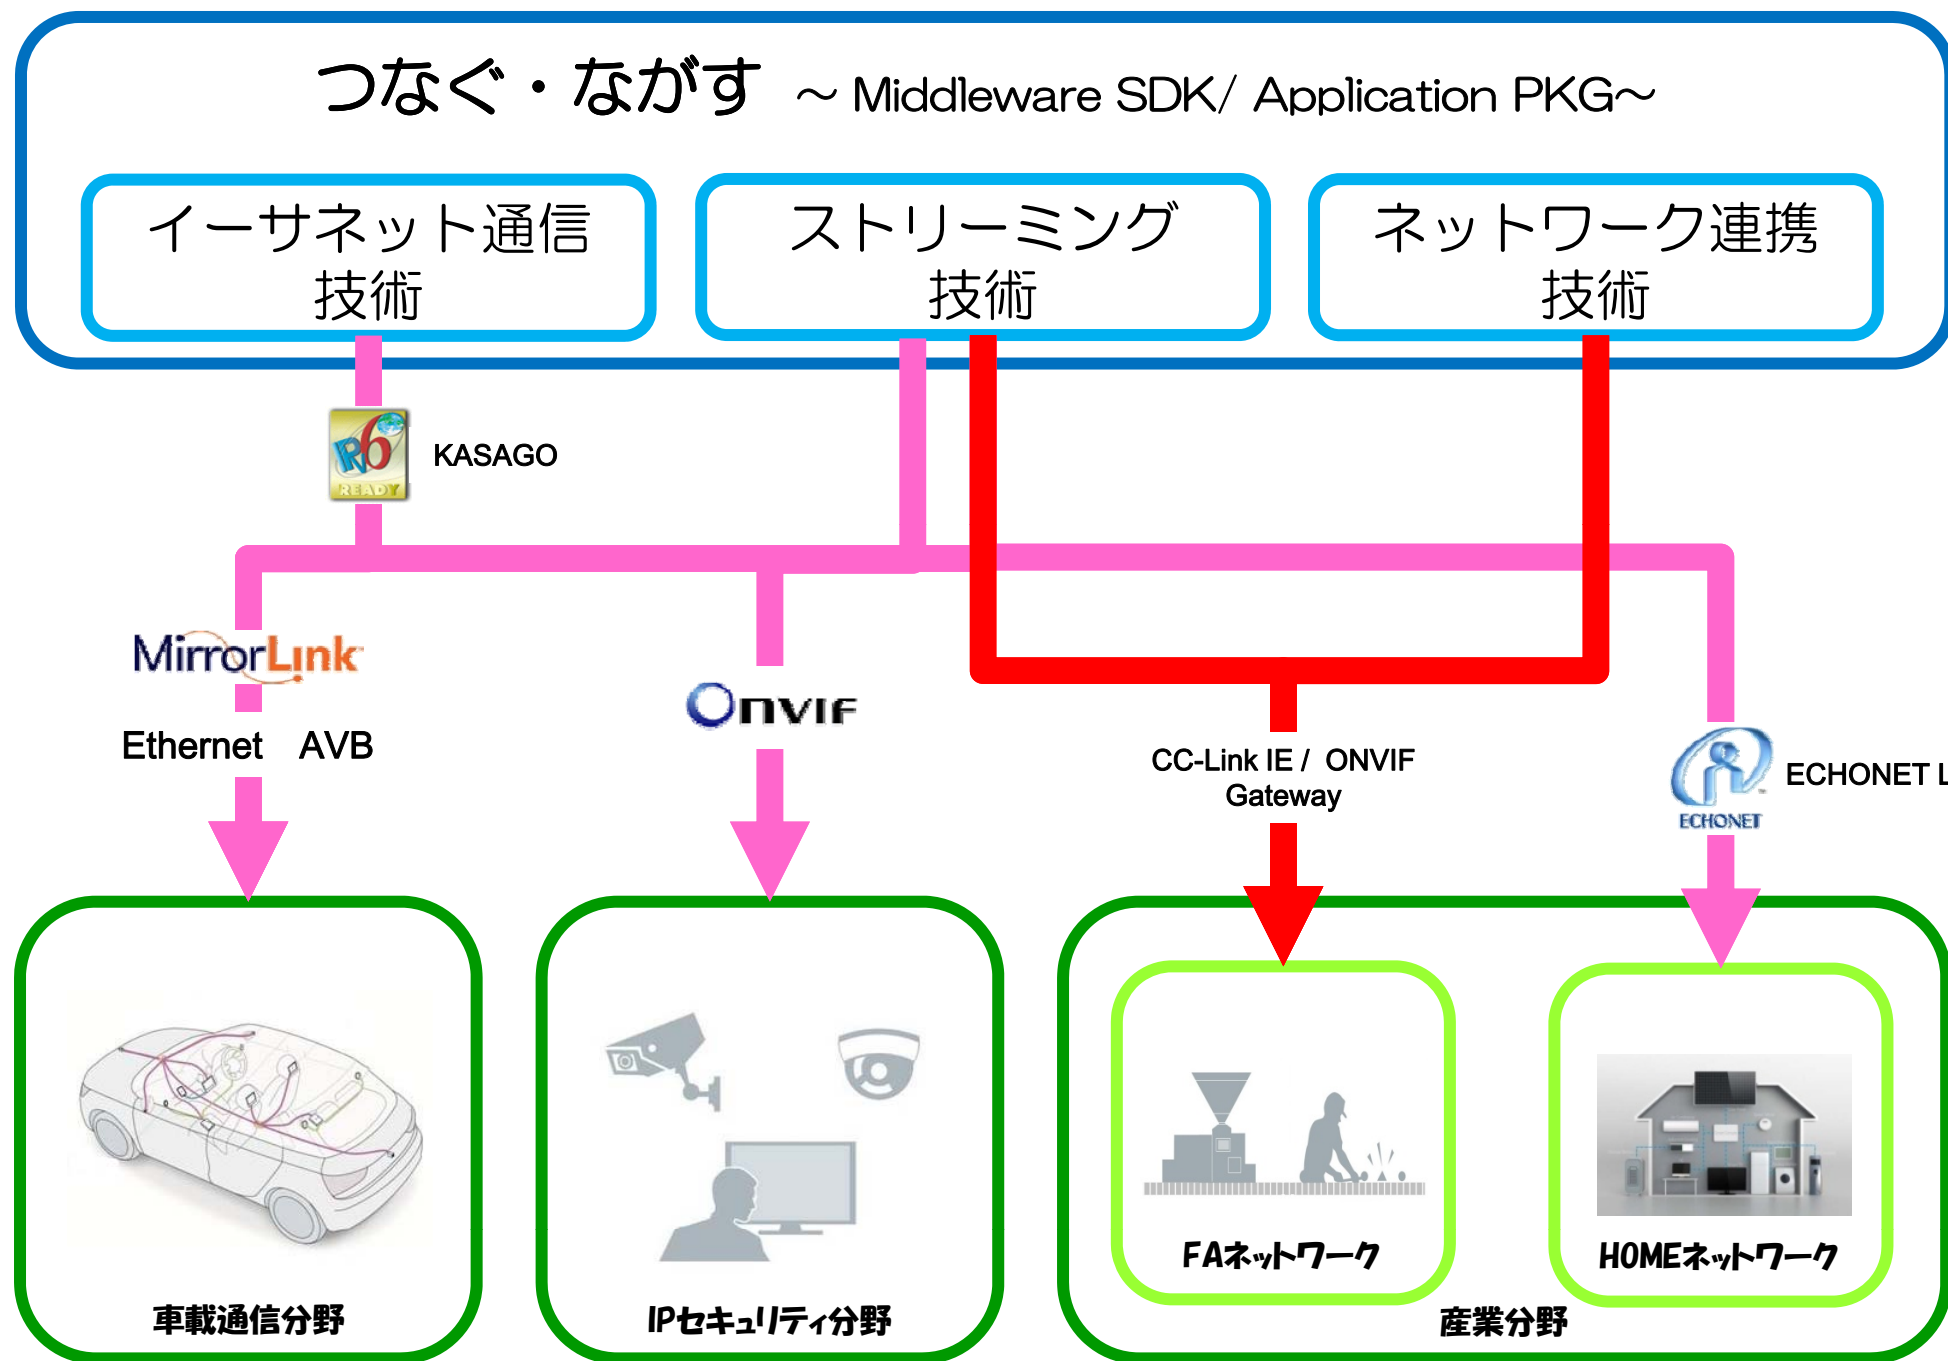 つなぐ・ながす ～ Middleware SDK/ Application PKG～
イーサネット通信
技術
ストリーミング
技術
ネットワーク連携
技術
IPv6
READY
KASAGO
MirrorLink
Ethernet AVB
ONVIF
CC-Link IE / ONVIF
Gateway
ECHONET
ECHONET L
FAネットワーク
HOMEネットワーク
車載通信分野
IPセキュリティ分野
産業分野